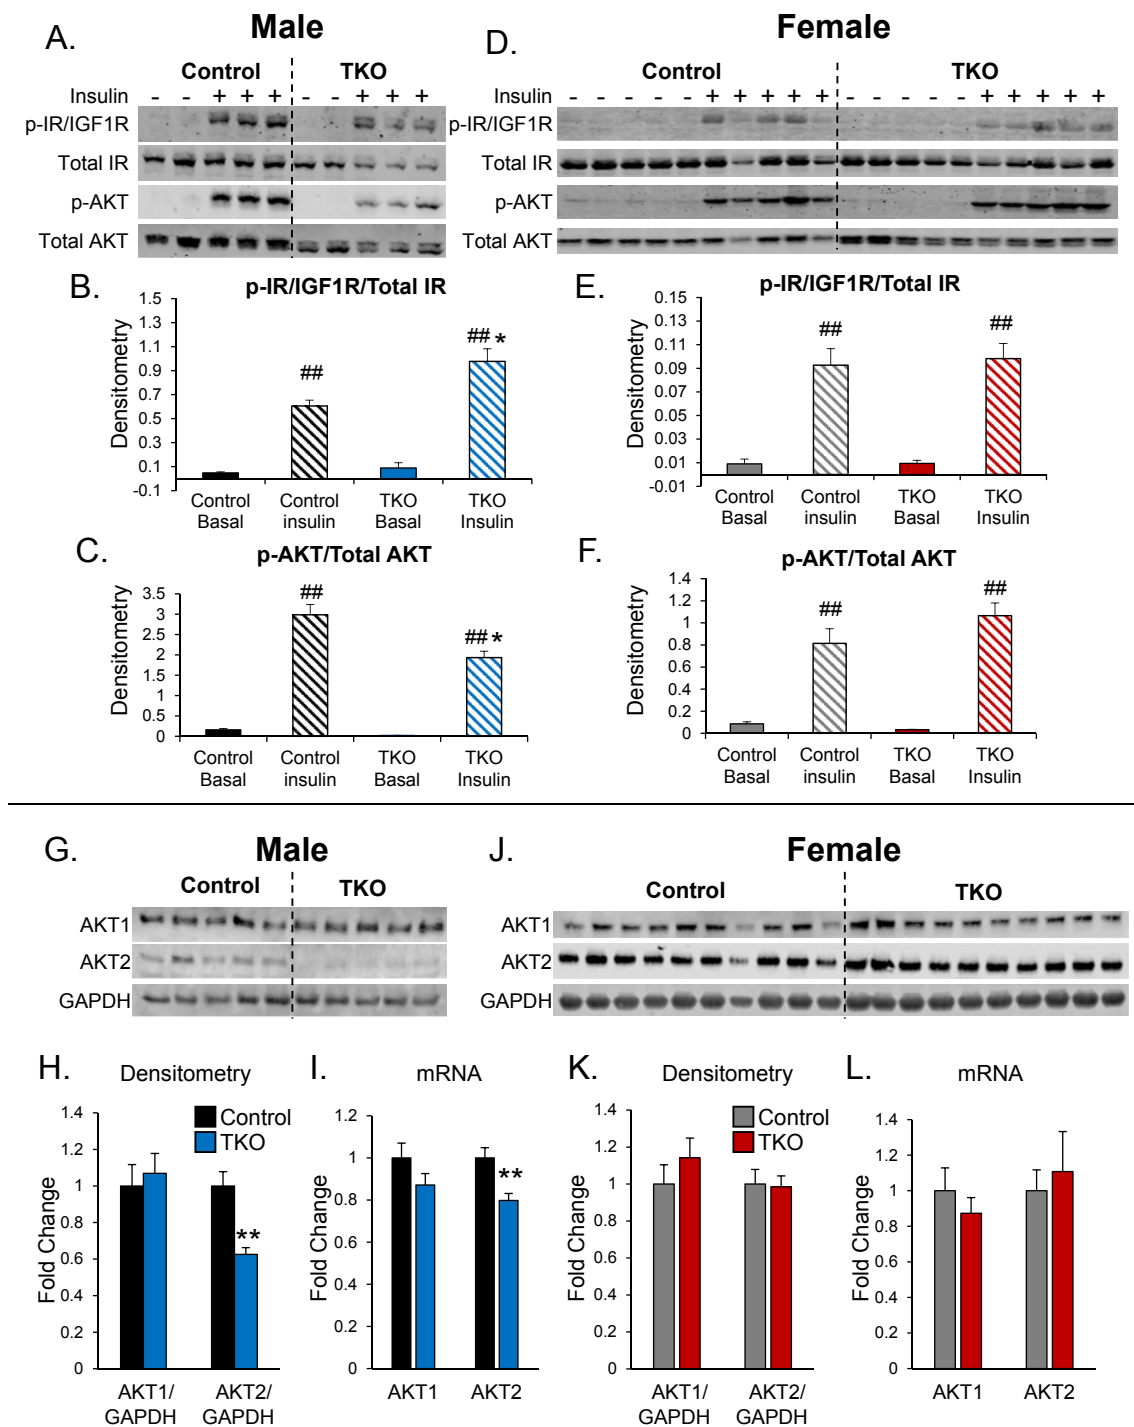 A.
Male
Control
TKO
Insulin - - + + + - - + + +
p-IR/IGF1R
Total IR
p-AKT
Total AKT
D.
Female
Control
TKO
Insulin - - - - - + + + + + - - - - - + + + + +
p-IR/IGF1R
Total IR
p-AKT
Total AKT
B.
p-IR/IGF1R/Total IR
Densitometry
1.5
1.3
1.1
0.9
0.7
0.5
0.3
0.1
-0.1
##
## *
Control Basal
Control insulin
TKO Basal
TKO Insulin
E.
p-IR/IGF1R/Total IR
Densitometry
0.15
0.13
0.11
0.09
0.07
0.05
0.03
0.01
-0.01
##
##
Control Basal
Control insulin
TKO Basal
TKO Insulin
C.
p-AKT/Total AKT
Densitometry
3.5
3
2.5
2
1.5
1
0.5
0
##
## *
Control Basal
Control insulin
TKO Basal
TKO Insulin
F.
p-AKT/Total AKT
Densitometry
1.4
1.2
1
0.8
0.6
0.4
0.2
0
##
##
Control Basal
Control insulin
TKO Basal
TKO Insulin
G.
Male
Control
TKO
AKT1
AKT2
GAPDH
J.
Female
Control
TKO
AKT1
AKT2
GAPDH
H.
Densitometry
Fold Change
1.4
1.2
1
0.8
0.6
0.4
0.2
0
Control
TKO
**
AKT1/
GAPDH
AKT2/
GAPDH
I.
mRNA
Fold Change
1.2
1
0.8
0.6
0.4
0.2
0
**
AKT1
AKT2
K.
Densitometry
Fold Change
1.4
1.2
1
0.8
0.6
0.4
0.2
0
Control
TKO
AKT1/
GAPDH
AKT2/
GAPDH
L.
mRNA
Fold Change
1.4
1.2
1
0.8
0.6
0.4
0.2
0
AKT1
AKT2